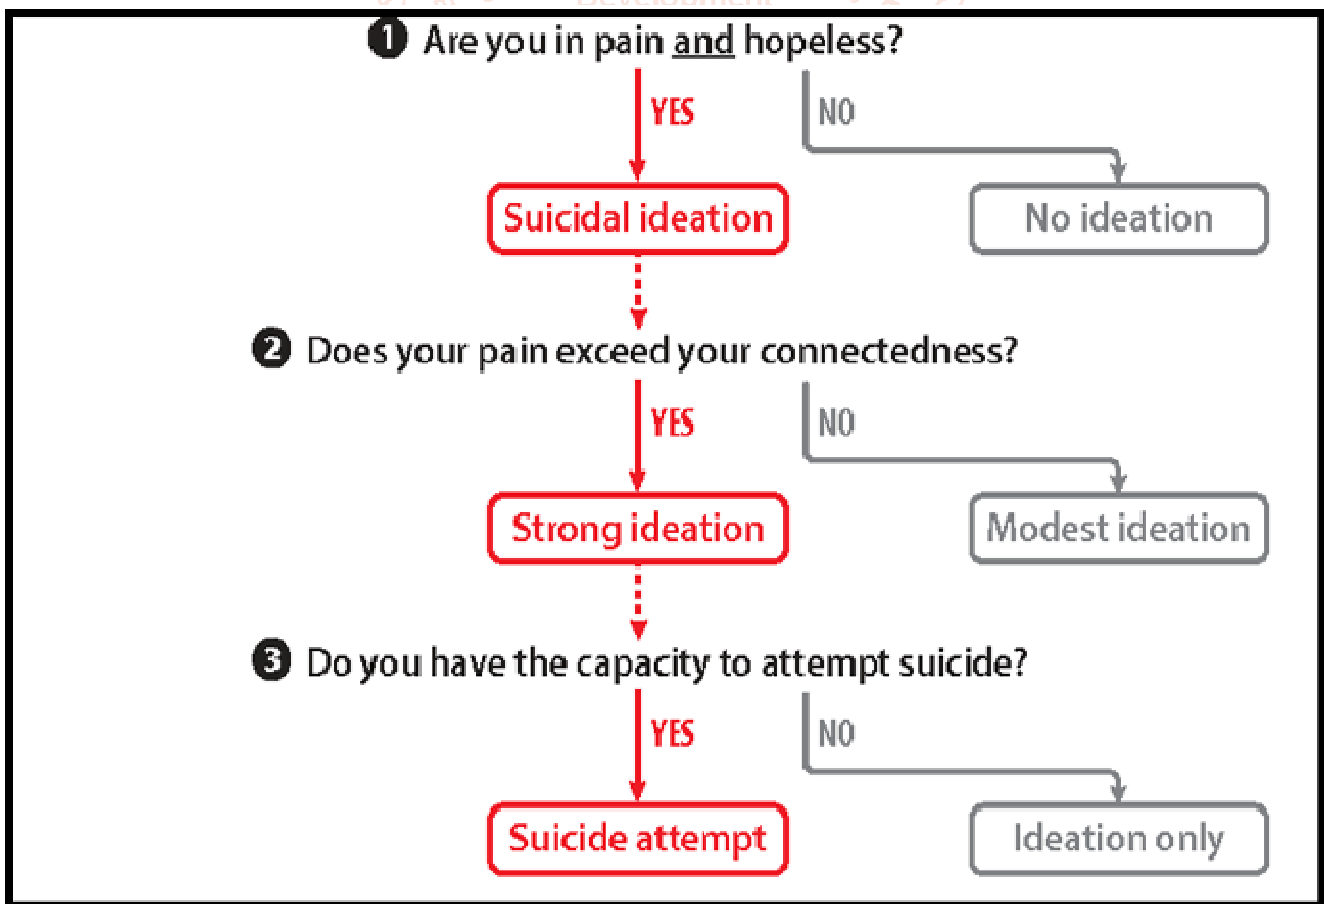 Development
❶ Are you in pain and hopeless?
YES
NO
Suicidal ideation
No ideation
❷ Does your pain exceed your connectedness?
YES
NO
Strong ideation
Modest ideation
❸ Do you have the capacity to attempt suicide?
YES
NO
Suicide attempt
Ideation only